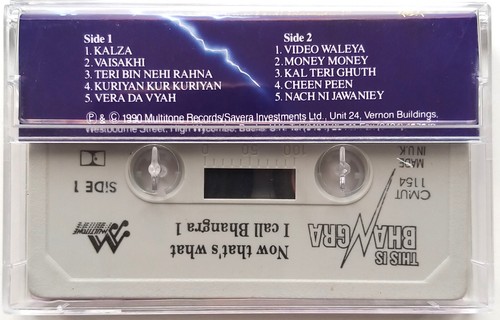 Side 1
1. KALZA
2. VAISAKHI
3. TERI BIN NEHI RAHNA
4. KURIYAN KUR KURIYAN
5. VERA DA VYAH
Side 2
1. VIDEO WALEYA
2. MONEY MONEY
3. KAL TERI GHUTH
4. CHEEN PEEN
5. NACH NI JAWANIEY
Ⓟ & © 1990 Multitone Records/Savera Investments Ltd., Unit 24, Vernon Buildings.
Westbourne Street, High Wycombe,
THIS IS
BHANGRA
Now that's what
I call Bhangra 1
MULTITONE
CMUT
1154
MADE
IN U.K.
SIDE 1